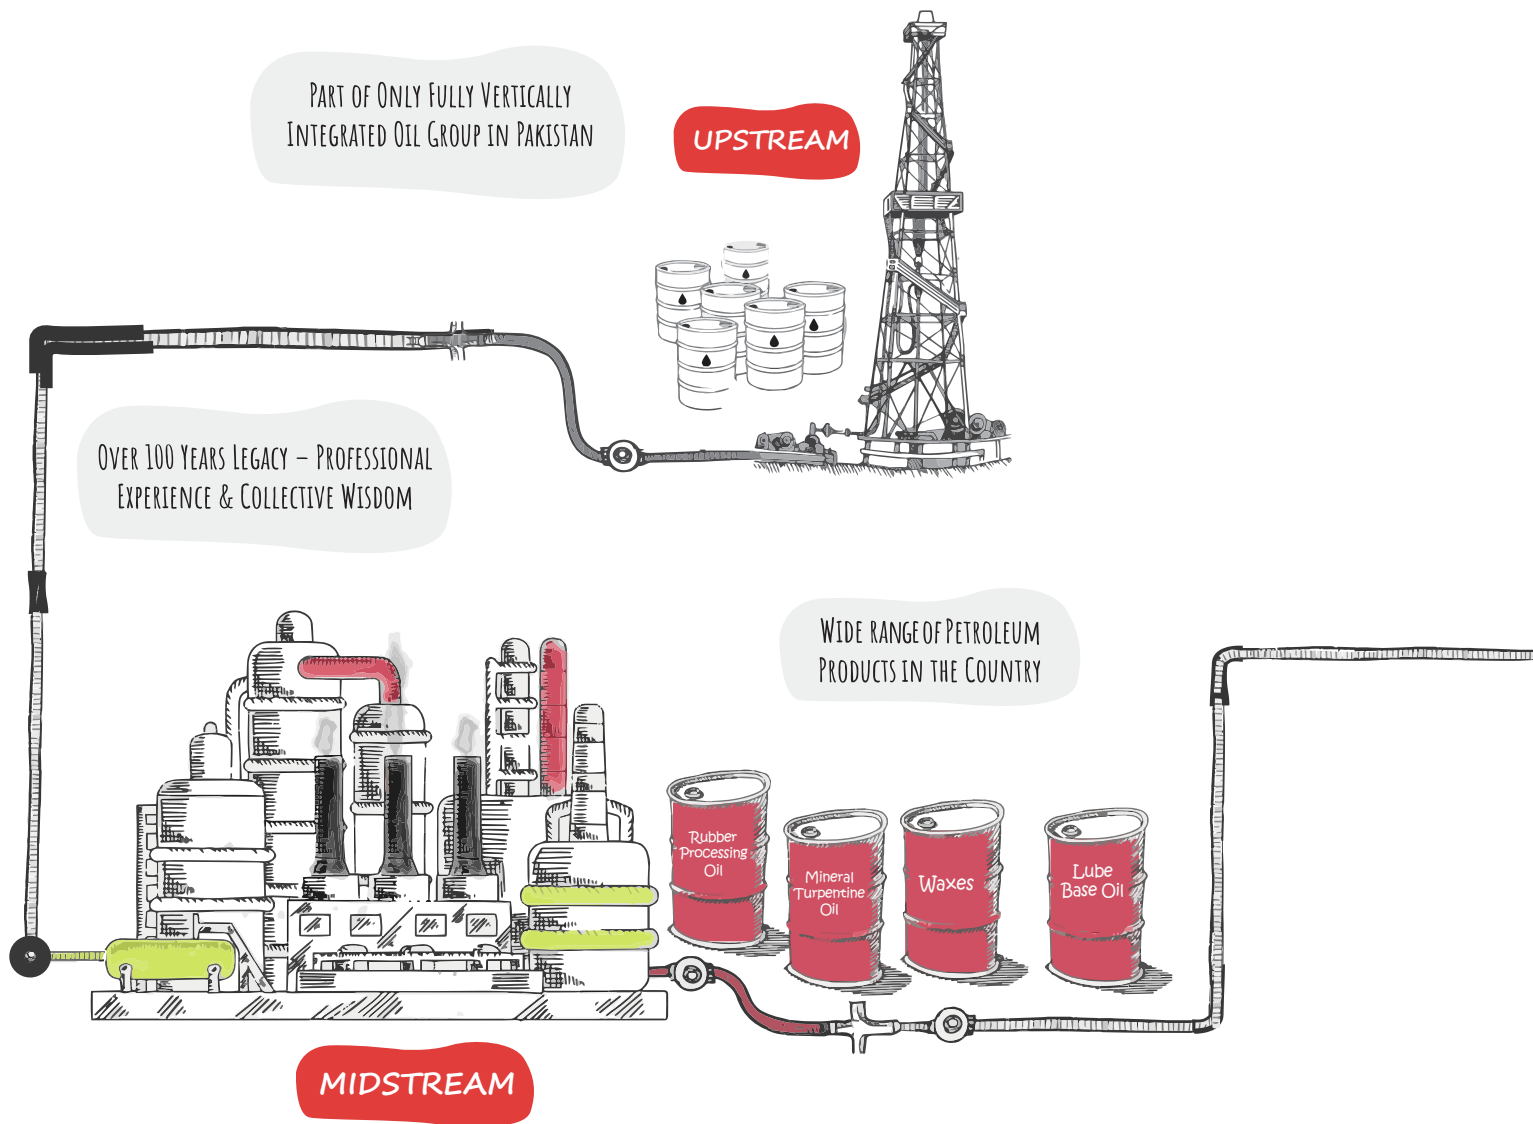 Part of Only Fully Vertically
Integrated Oil Group in Pakistan
UPSTREAM
Over 100 Years Legacy – Professional
Experience & Collective Wisdom
Wide range of Petroleum
Products in the Country
Rubber
Processing
Oil
Mineral
Turpentine
Oil
Waxes
Lube
Base Oil
MIDSTREAM